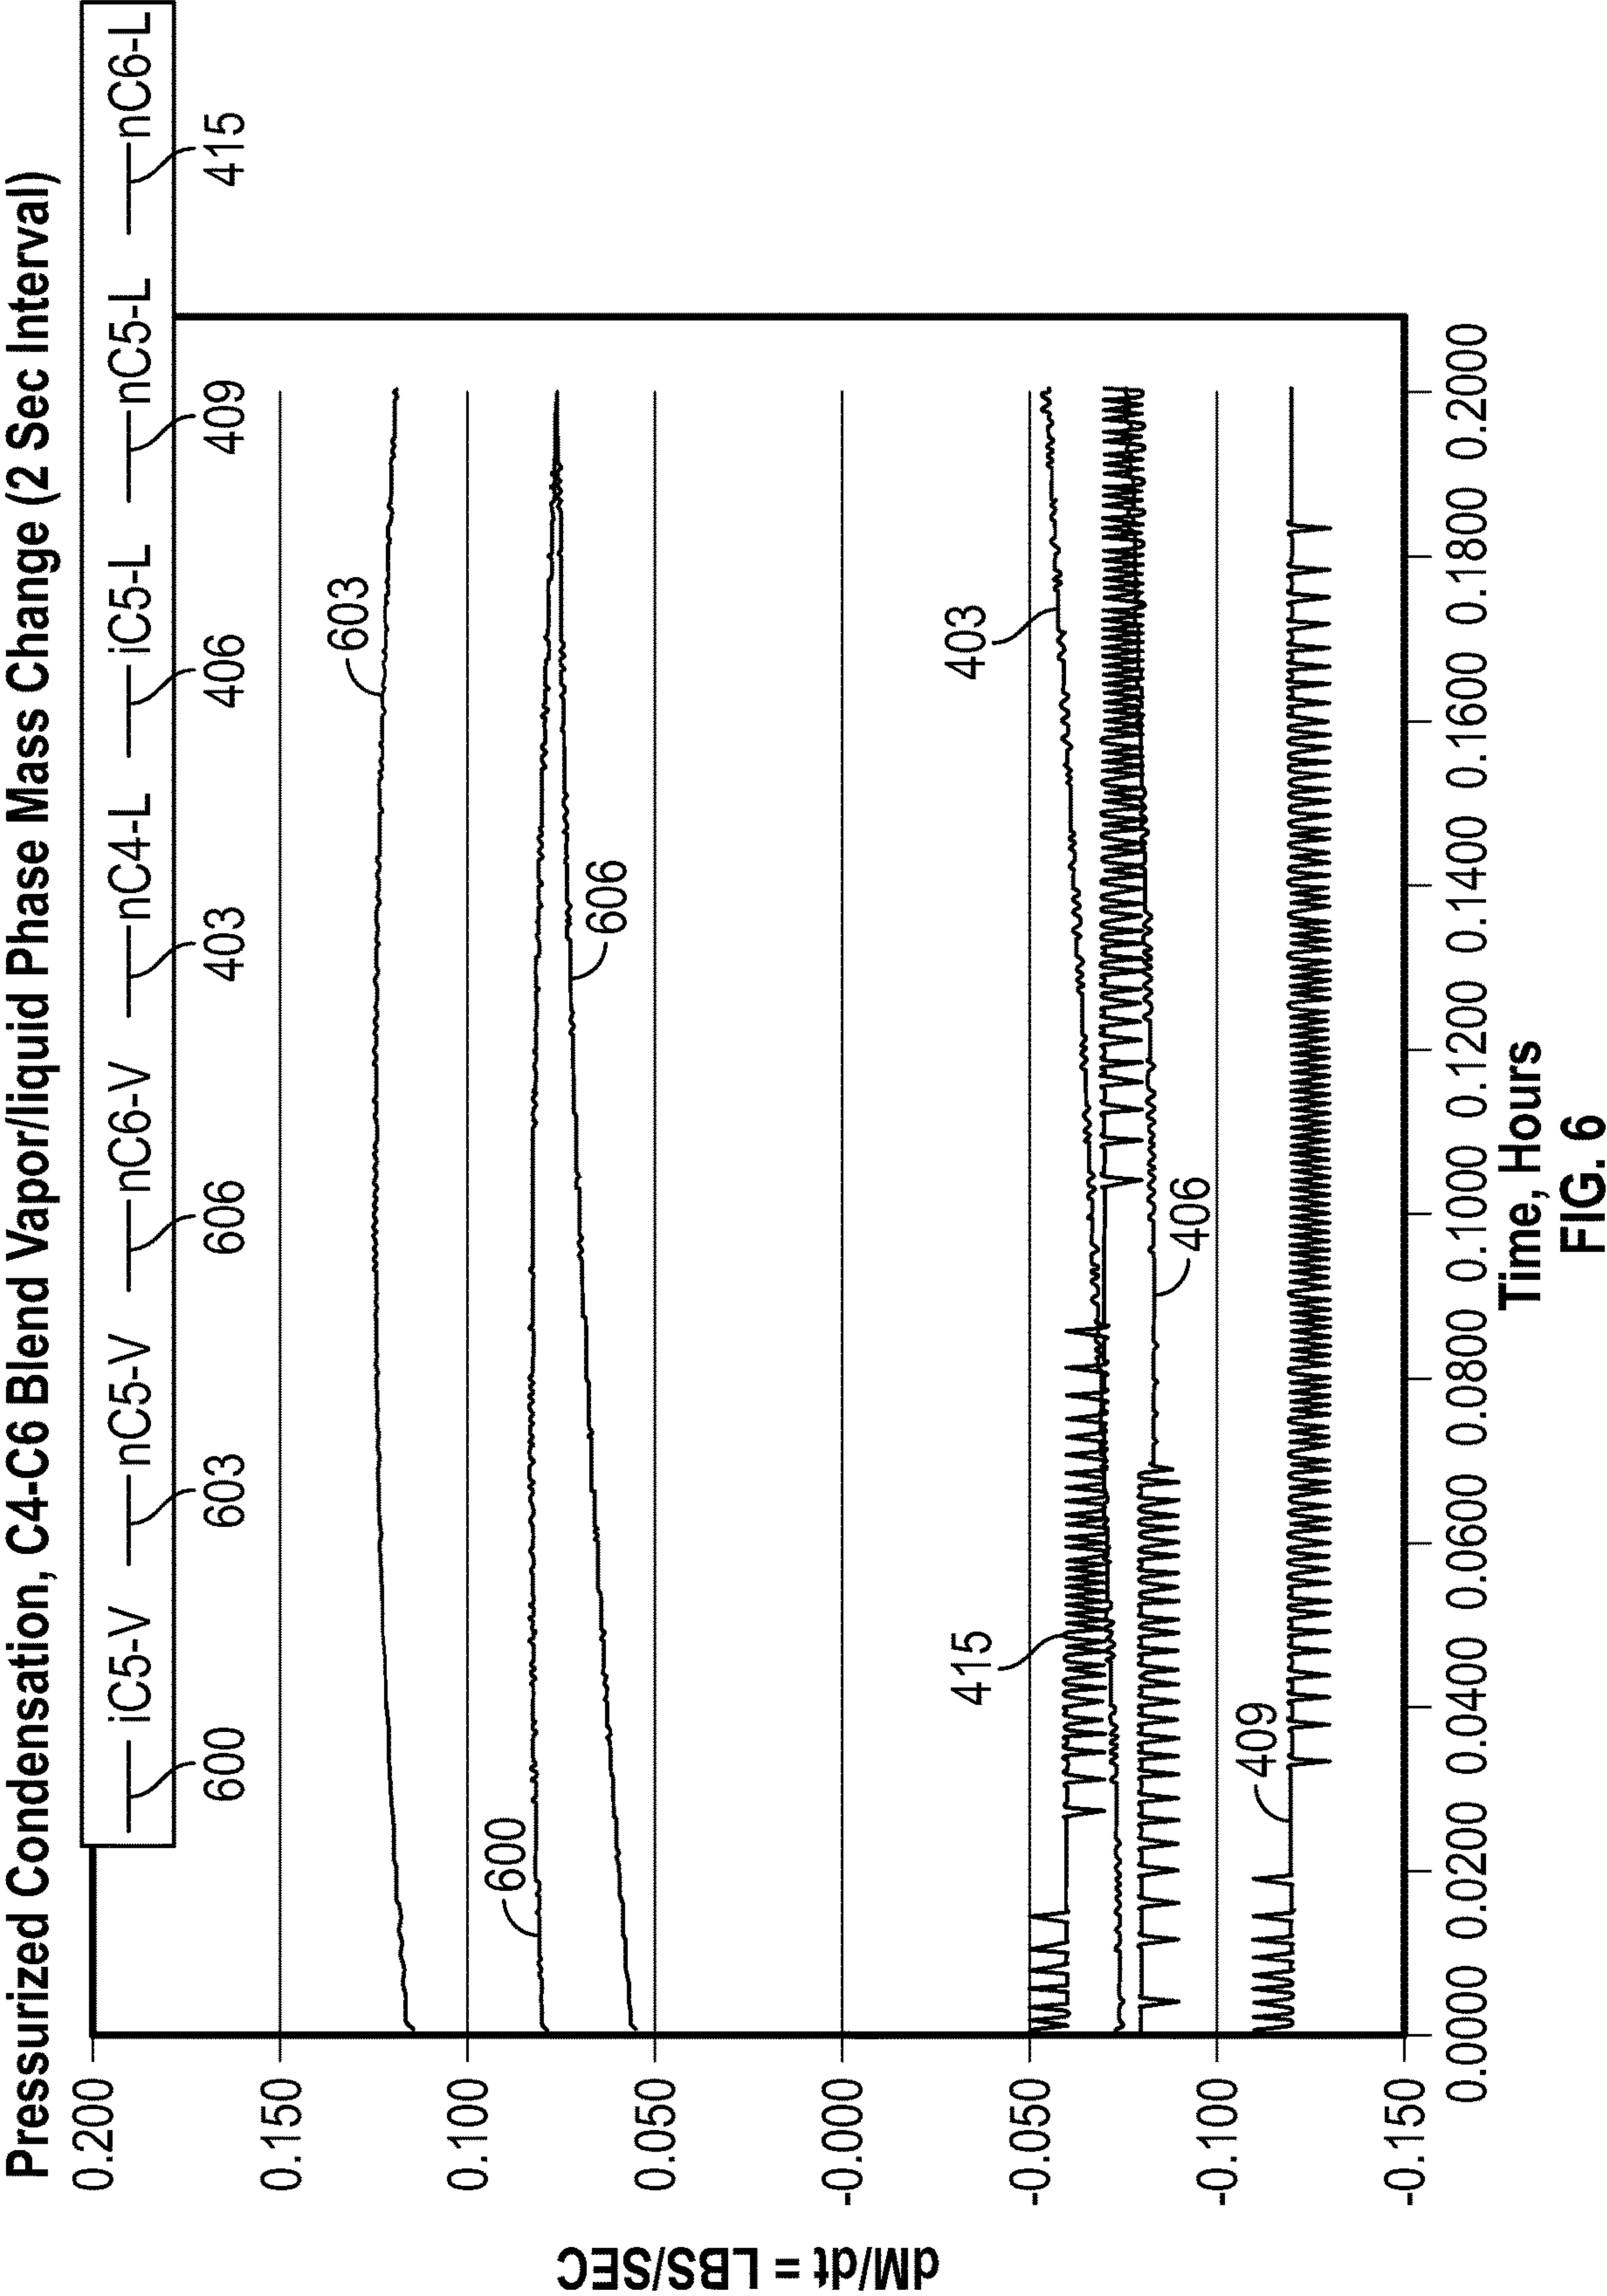 Pressurized Condensation, C4-C6 Blend Vapor/liquid Phase Mass Change (2 Sec Interval)
iC5-V nC5-V nC6-V nC4-L iC5-L nC5-L nC6-L
600 603 606 403 406 409 415
0.200
0.150
0.100
0.050
-0.000
-0.050
-0.100
-0.150
dM/dt = LBS/SEC
603
600
606
415
403
406
409
0.0000 0.0200 0.0400 0.0600 0.0800 0.1000 0.1200 0.1400 0.1600 0.1800 0.2000
Time, Hours
FIG. 6